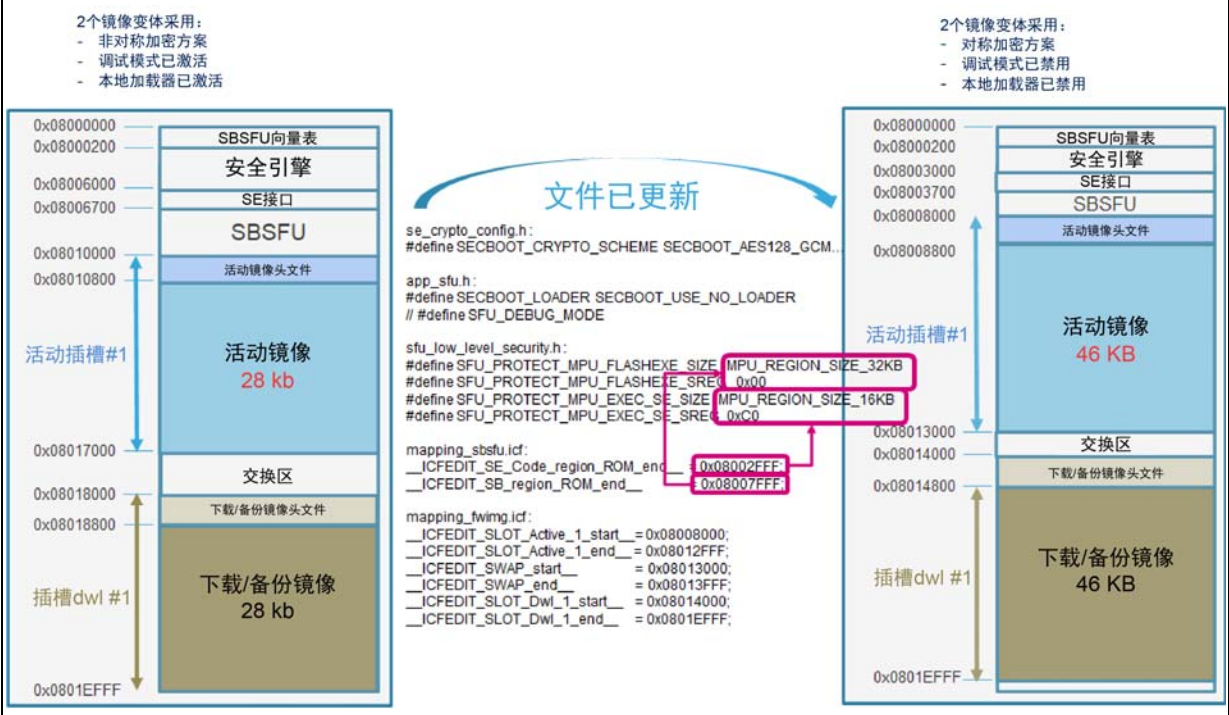 2个镜像变体采用：
- 非对称加密方案
- 调试模式已激活
- 本地加载器已激活
0x08000000
0x08000200
0x08006000
0x08006700
0x08010000
0x08010800
0x08017000
0x08018000
0x08018800
0x0801EFFF
SBSFU向量表
安全引擎
SE接口
SBSFU
活动镜像头文件
活动镜像
28 kb
交换区
下载/备份镜像头文件
下载/备份镜像
28 kb
活动插槽#1
插槽dwl #1
文件已更新
se_crypto_config.h:
#define SECBOOT_CRYPTO_SCHEME SECBOOT_AES128_GCM...
app_sfu.h:
#define SECBOOT_LOADER SECBOOT_USE_NO_LOADER
// #define SFU_DEBUG_MODE
sfu_low_level_security.h:
#define SFU_PROTECT_MPU_FLASHEXE_SIZE MPU_REGION_SIZE_32KB
#define SFU_PROTECT_MPU_FLASHEXE_SREG 0x00
#define SFU_PROTECT_MPU_EXEC_SE_SIZE MPU_REGION_SIZE_16KB
#define SFU_PROTECT_MPU_EXEC_SE_SREG 0xC0
mapping_sbsfu.icf:
__ICFEDIT_SE_Code_region_ROM_end__ = 0x08002FFF;
__ICFEDIT_SB_region_ROM_end__ = 0x08007FFF;
mapping_fwimg.icf:
__ICFEDIT_SLOT_Active_1_start__ = 0x08008000;
__ICFEDIT_SLOT_Active_1_end__ = 0x08012FFF;
__ICFEDIT_SWAP_start__ = 0x08013000;
__ICFEDIT_SWAP_end__ = 0x08013FFF;
__ICFEDIT_SLOT_Dwl_1_start__ = 0x08014000;
__ICFEDIT_SLOT_Dwl_1_end__ = 0x0801EFFF;
2个镜像变体采用：
- 对称加密方案
- 调试模式已禁用
- 本地加载器已禁用
0x08000000
0x08000200
0x08003000
0x08003700
0x08008000
0x08008800
0x08013000
0x08014000
0x08014800
0x0801EFFF
SBSFU向量表
安全引擎
SE接口
SBSFU
活动镜像头文件
活动镜像
46 KB
交换区
下载/备份镜像头文件
下载/备份镜像
46 KB
活动插槽#1
插槽dwl #1